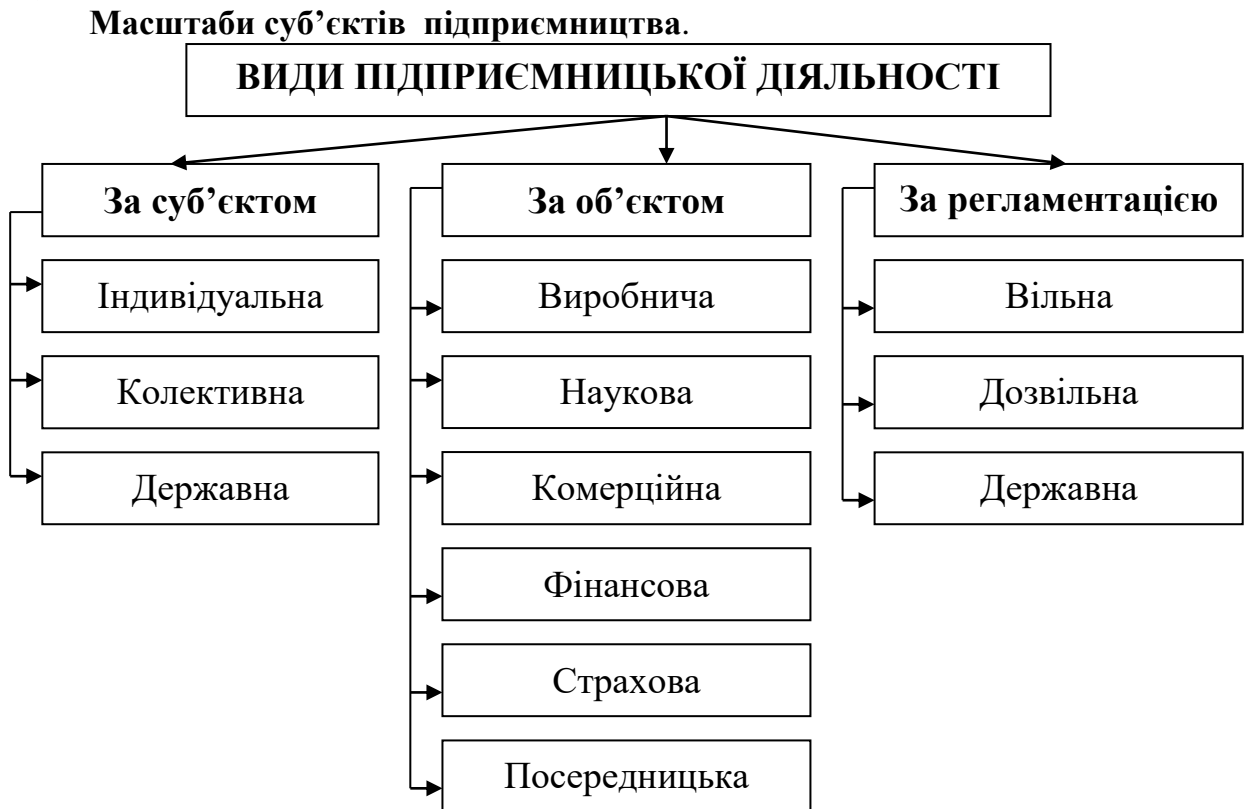 Масштаби суб’єктів підприємництва.
ВИДИ ПІДПРИЄМНИЦЬКОЇ ДІЯЛЬНОСТІ
За суб’єктом
Індивідуальна
Колективна
Державна
За об’єктом
Виробнича
Наукова
Комерційна
Фінансова
Страхова
Посередницька
За регламентацією
Вільна
Дозвільна
Державна